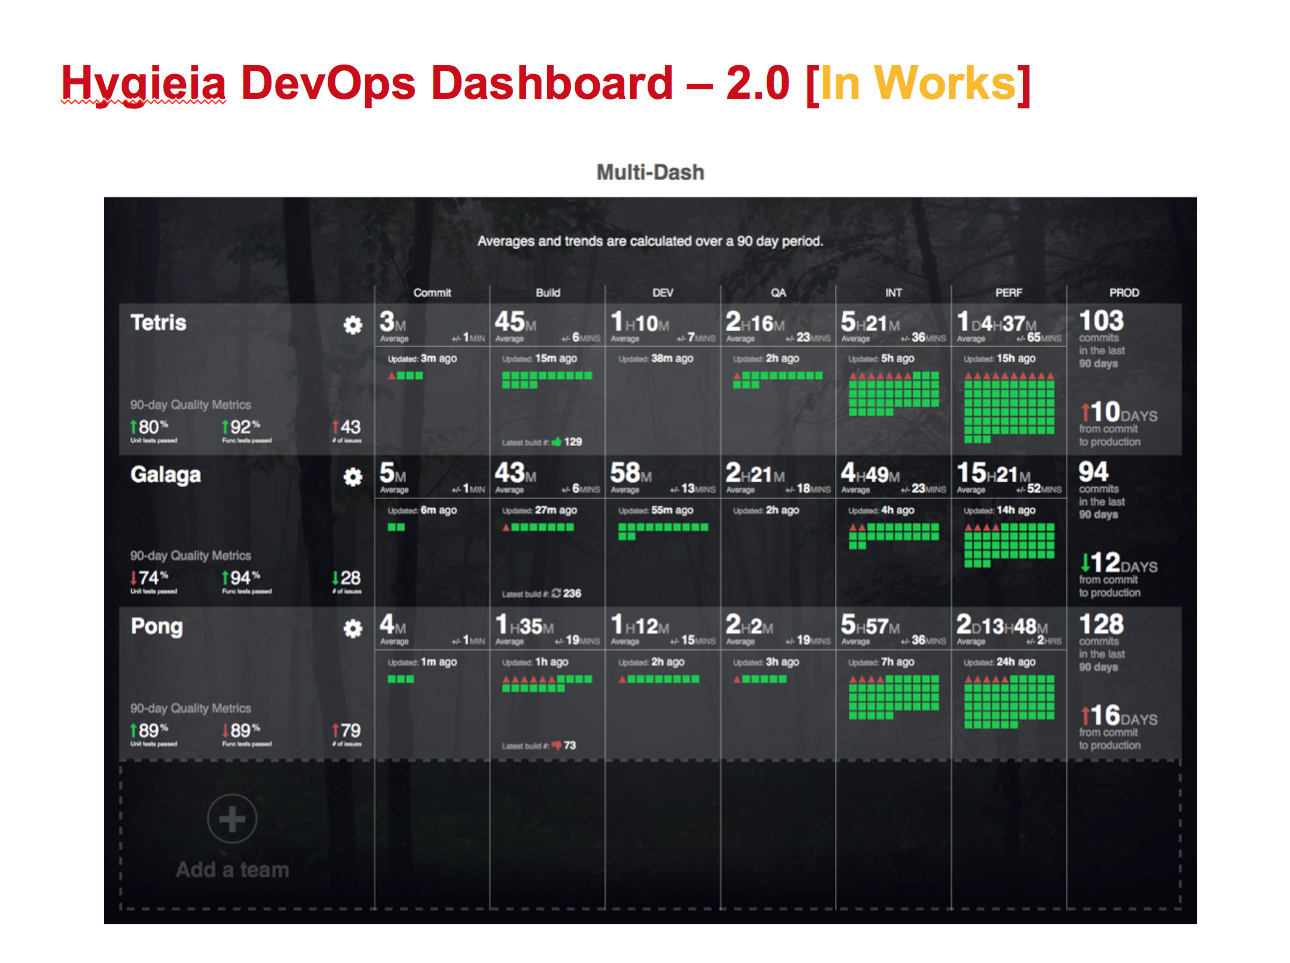 Hygieia DevOps Dashboard – 2.0 [In Works]
Multi-Dash
Averages and trends are calculated over a 90 day period.
Commit Build DEV QA INT PERF PROD
Tetris
3M 45M 1H10M 2H16M 5H21M 1D4H37M 103
Average +/- 1MIN Average +/- 6MINS Average +/- 7MINS Average +/- 23MINS Average +/- 36MINS Average +/- 65MINS commits
in the last
90 days
Updated: 3m ago Updated: 15m ago Updated: 38m ago Updated: 2h ago Updated: 5h ago Updated: 15h ago
90-day Quality Metrics
80% 92% 43
Unit tests passed Func tests passed # of issues
Latest build #: 129
10DAYS
from commit
to production
Galaga
5M 43M 58M 2H21M 4H49M 15H21M 94
Average +/- 1MIN Average +/- 6MINS Average +/- 13MINS Average +/- 18MINS Average +/- 23MINS Average +/- 52MINS commits
in the last
90 days
Updated: 6m ago Updated: 27m ago Updated: 55m ago Updated: 2h ago Updated: 4h ago Updated: 14h ago
90-day Quality Metrics
74% 94% 28
Unit tests passed Func tests passed # of issues
Latest build #: 236
12DAYS
from commit
to production
Pong
4M 1H35M 1H12M 2H2M 5H57M 2D13H48M 128
Average +/- 1MIN Average +/- 19MINS Average +/- 15MINS Average +/- 19MINS Average +/- 36MINS Average +/- 2HRS commits
in the last
90 days
Updated: 1m ago Updated: 1h ago Updated: 2h ago Updated: 3h ago Updated: 7h ago Updated: 24h ago
90-day Quality Metrics
89% 89% 79
Unit tests passed Func tests passed # of issues
Latest build #: 73
16DAYS
from commit
to production
Add a team